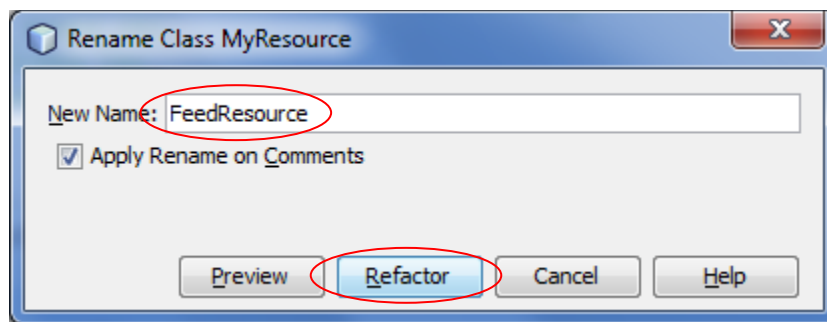 Rename Class MyResource
New Name: FeedResource
Apply Rename on Comments
Preview Refactor Cancel Help